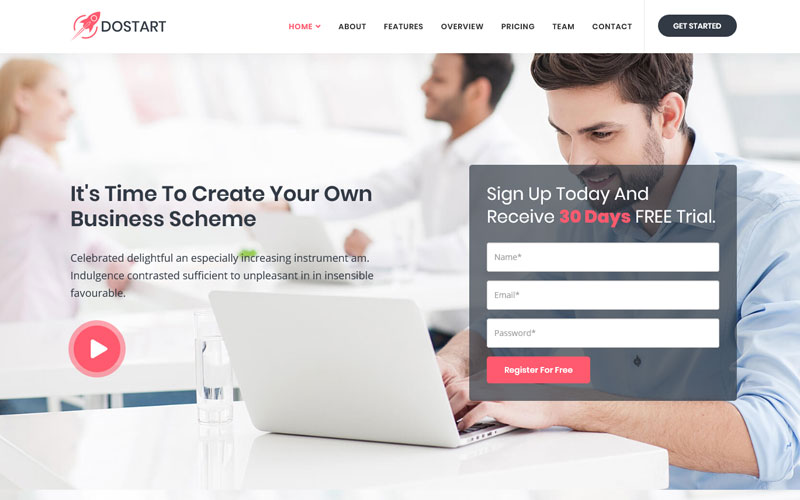 DOSTART
HOME
ABOUT
FEATURES
OVERVIEW
PRICING
TEAM
CONTACT
GET STARTED
It's Time To Create Your Own
Business Scheme
Celebrated delightful an especially increasing instrument am.
Indulgence contrasted sufficient to unpleasant in in insensible
favourable.
Sign Up Today And
Receive 30 Days FREE Trial.
Name*
Email*
Password*
Register For Free